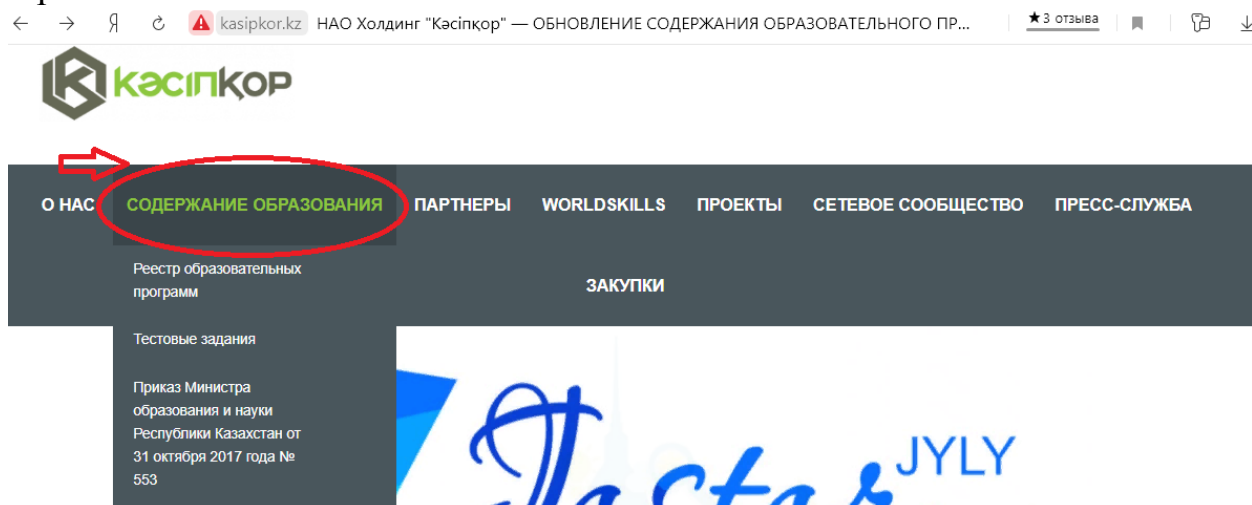 kasipkor.kz НАО Холдинг "Кәсіпқор" — ОБНОВЛЕНИЕ СОДЕРЖАНИЯ ОБРАЗОВАТЕЛЬНОГО ПР... ★3 отзыва
кәсіпқор
О НАС СОДЕРЖАНИЕ ОБРАЗОВАНИЯ ПАРТНЕРЫ WORLDSKILLS ПРОЕКТЫ СЕТЕВОЕ СООБЩЕСТВО ПРЕСС-СЛУЖБА
ЗАКУПКИ
Реестр образовательных
программ
Тестовые задания
Приказ Министра
образования и науки
Республики Казахстан от
31 октября 2017 года №
553
Jastar JYLY